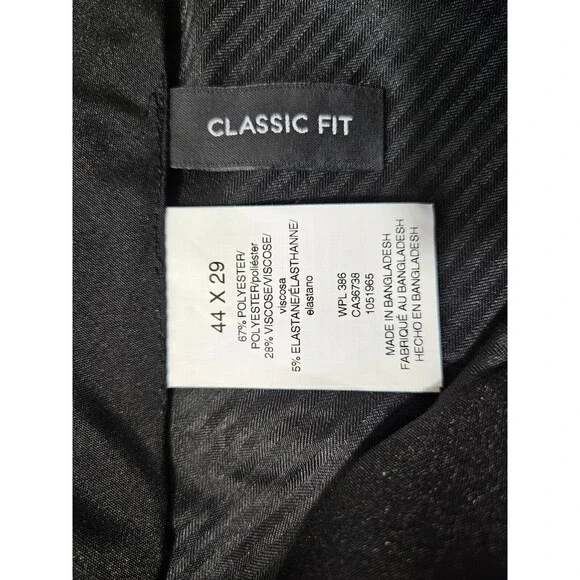 CLASSIC FIT
44 X 29
67% POLYESTER/
POLYESTER/poliéster
28% VISCOSE/VISCOSE/
viscosa
5% ELASTANE/ÉLASTHANNE/
elastano
WPL 386
CA36738
1051965
MADE IN BANGLADESH
FABRIQUÉ AU BANGLADESH
HECHO EN BANGLADESH